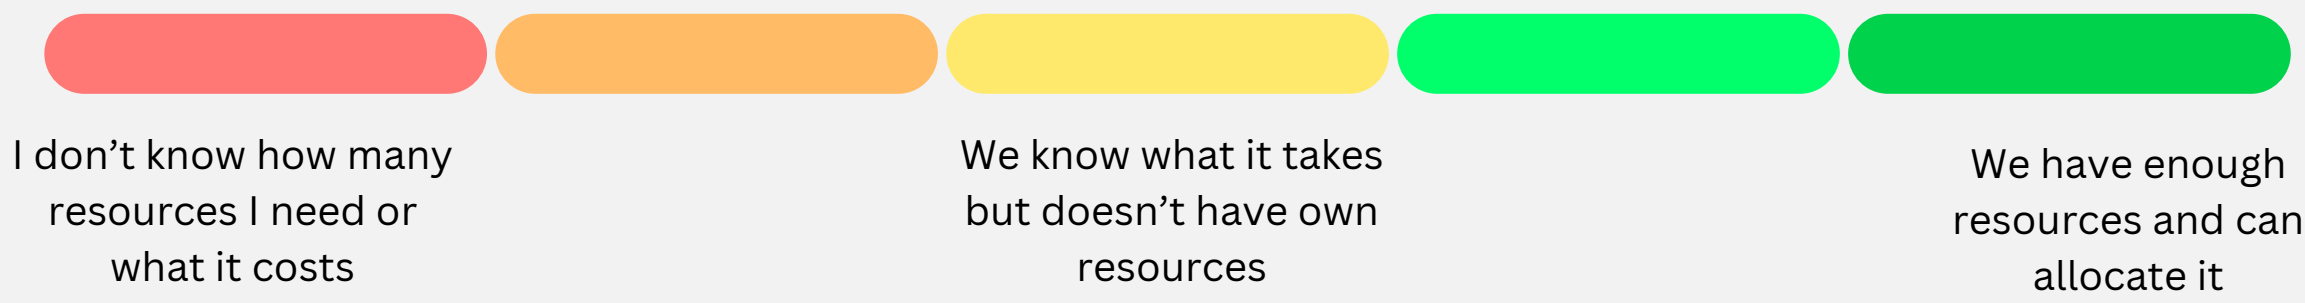 I don’t know how many
resources I need or
what it costs
We know what it takes
but doesn’t have own
resources
We have enough
resources and can
allocate it